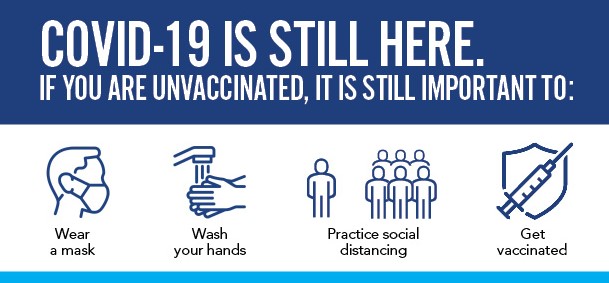 COVID-19 IS STILL HERE.
IF YOU ARE UNVACCINATED, IT IS STILL IMPORTANT TO:
Wear
a mask
Wash
your hands
Practice social
distancing
Get
vaccinated